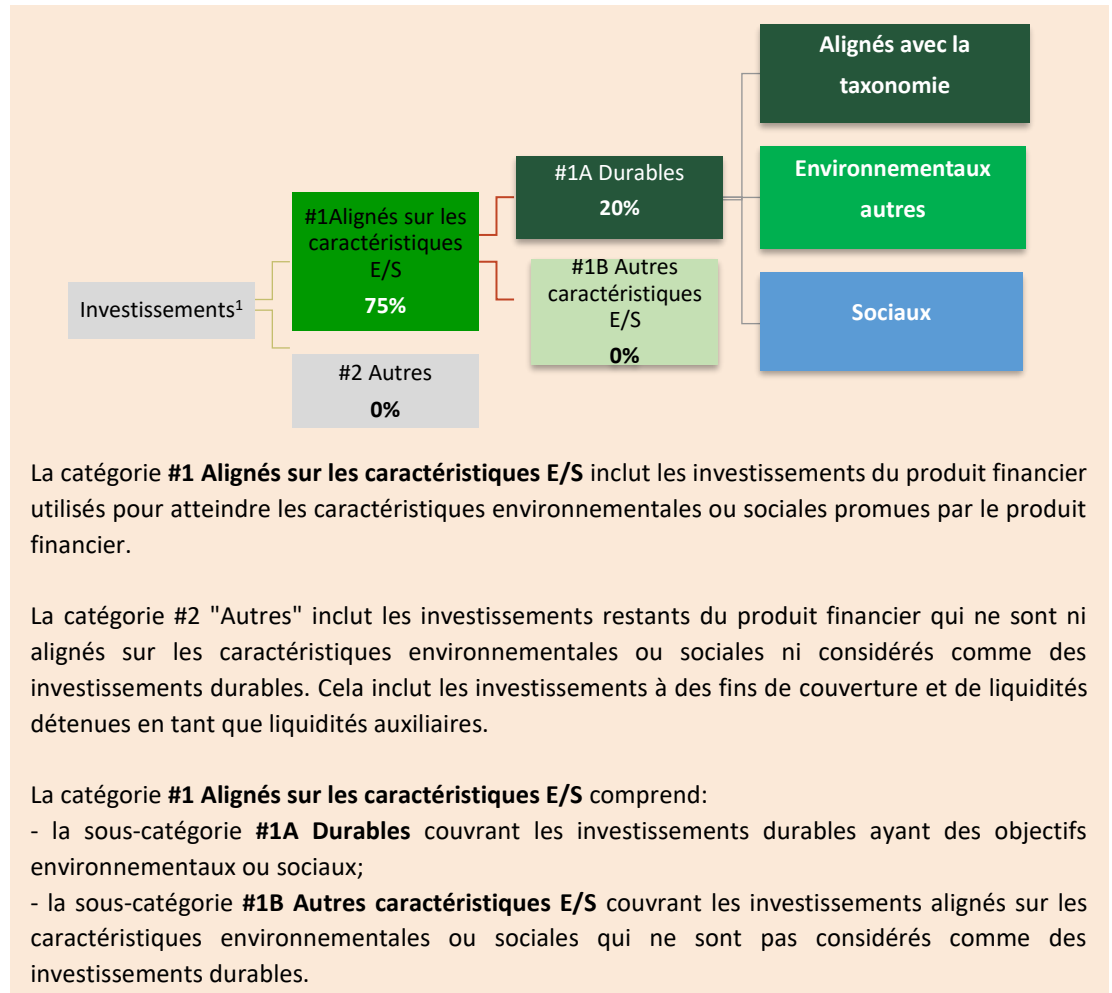 Alignés avec la
taxonomie
#1A Durables
20%
Environnementaux
autres
#1Alignés sur les
caractéristiques
E/S
75%
#1B Autres
caractéristiques
E/S
0%
Investissements¹
Sociaux
#2 Autres
0%
La catégorie #1 Alignés sur les caractéristiques E/S inclut les investissements du produit financier
utilisés pour atteindre les caractéristiques environnementales ou sociales promues par le produit
financier.
La catégorie #2 "Autres" inclut les investissements restants du produit financier qui ne sont ni
alignés sur les caractéristiques environnementales ou sociales ni considérés comme des
investissements durables. Cela inclut les investissements à des fins de couverture et de liquidités
détenues en tant que liquidités auxiliaires.
La catégorie #1 Alignés sur les caractéristiques E/S comprend:
- la sous-catégorie #1A Durables couvrant les investissements durables ayant des objectifs
environnementaux ou sociaux;
- la sous-catégorie #1B Autres caractéristiques E/S couvrant les investissements alignés sur les
caractéristiques environnementales ou sociales qui ne sont pas considérés comme des
investissements durables.